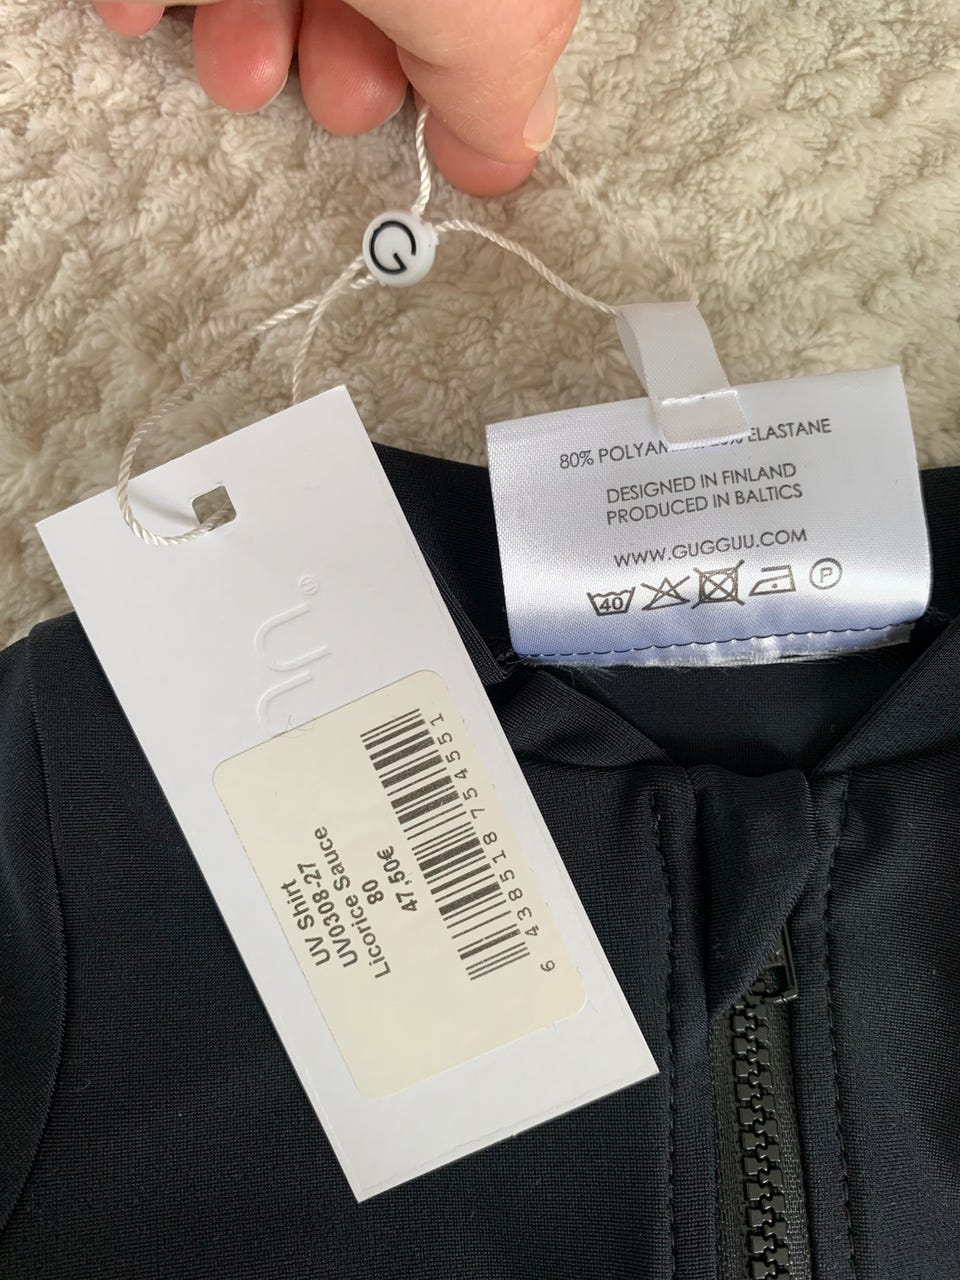 G
80% POLYAM ELASTANE
DESIGNED IN FINLAND
PRODUCED IN BALTICS
WWW.GUGGUU.COM
40
P
UU®
UV Shirt
UV0308-27
Licorice Sauce
80
47,50€
6 438518 754551